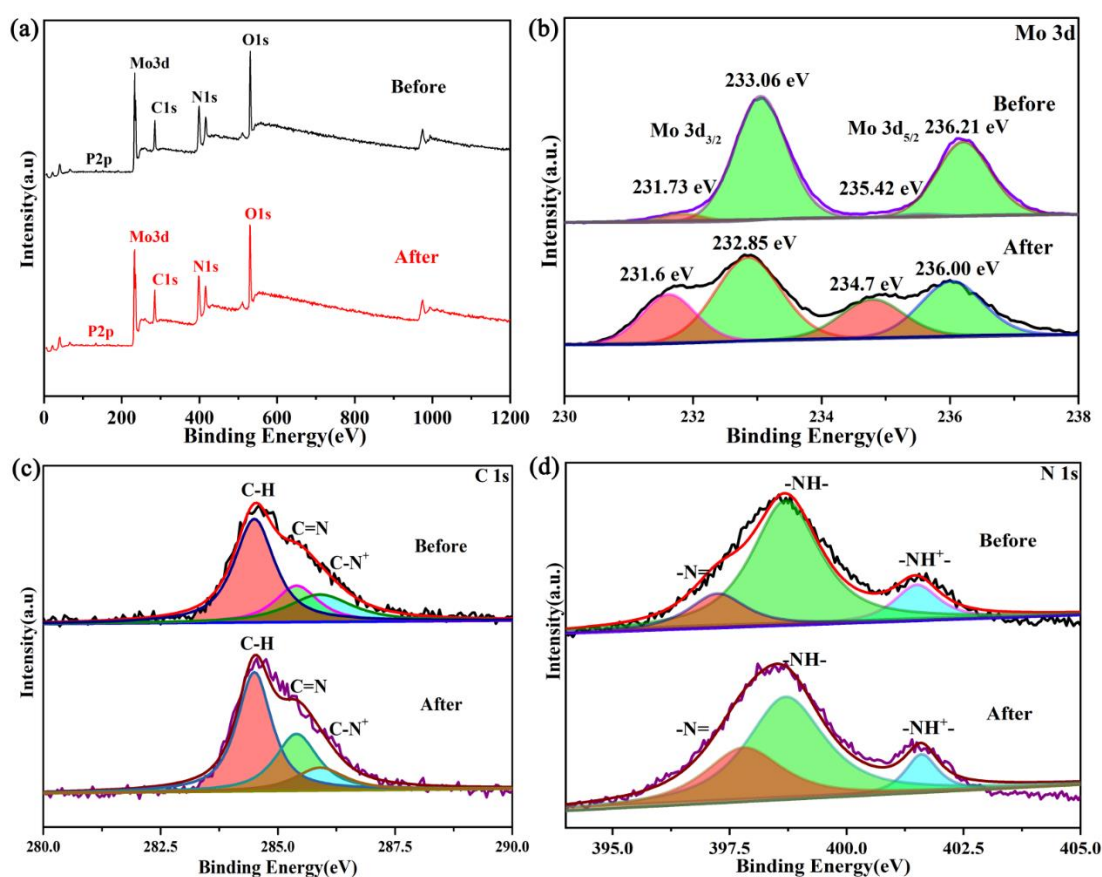 (a)
O1s
Mo3d
N1s
C1s
Before
P2p
O1s
Mo3d
N1s
After
C1s
P2p
0 200 400 600 800 1000 1200
Binding Energy(eV)
Intensity(a.u.)
(b)
Mo 3d
233.06 eV
Before
Mo 3d3/2
Mo 3d5/2
236.21 eV
231.73 eV
235.42 eV
After
232.85 eV
231.6 eV
234.7 eV
236.00 eV
230 232 234 236 238
Binding Energy(eV)
Intensity(a.u.)
(c)
C 1s
C-H
C=N
Before
C-N+
C-H
C=N
After
C-N+
280.0 282.5 285.0 287.5 290.0
Binding Energy(eV)
Intensity(a.u)
(d)
N 1s
-NH-
Before
-N=
-NH+-
-NH-
After
-N=
-NH+-
395.0 397.5 400.0 402.5 405.0
Binding Energy(eV)
Intensity(a.u.)